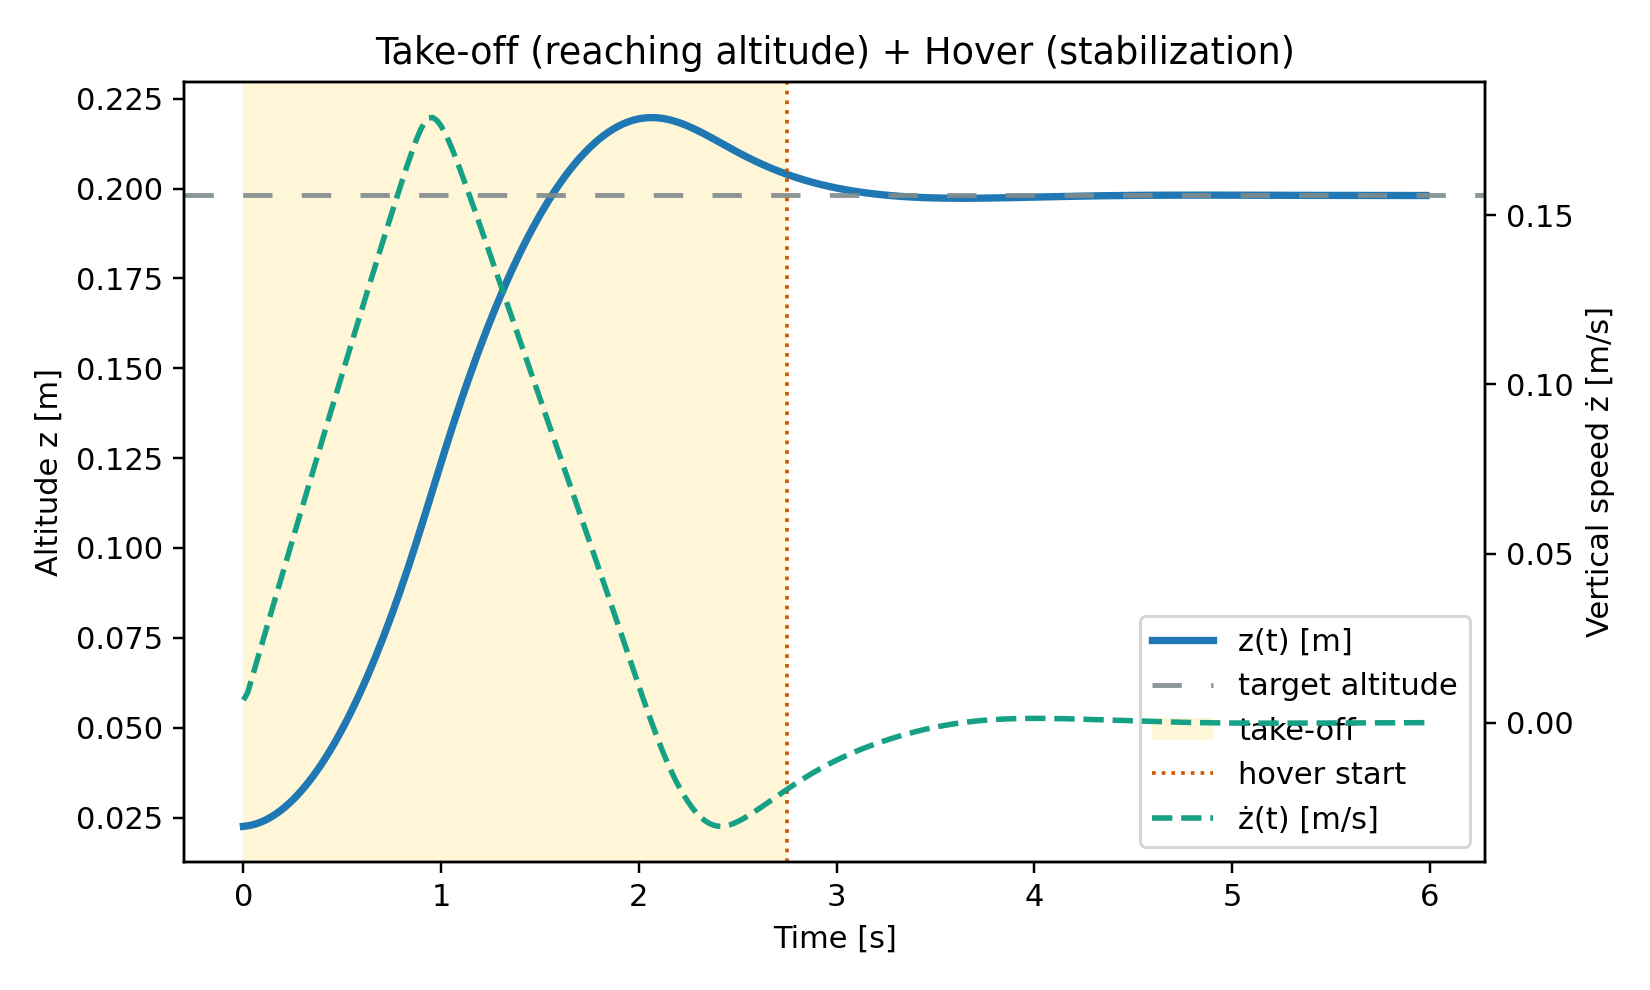 Take-off (reaching altitude) + Hover (stabilization)
0.225
0.200
0.175
0.150
0.125
0.100
0.075
0.050
0.025
Altitude z [m]
0.15
0.10
0.05
0.00
Vertical speed ż [m/s]
z(t) [m]
target altitude
take-off
hover start
ż(t) [m/s]
0 1 2 3 4 5 6
Time [s]